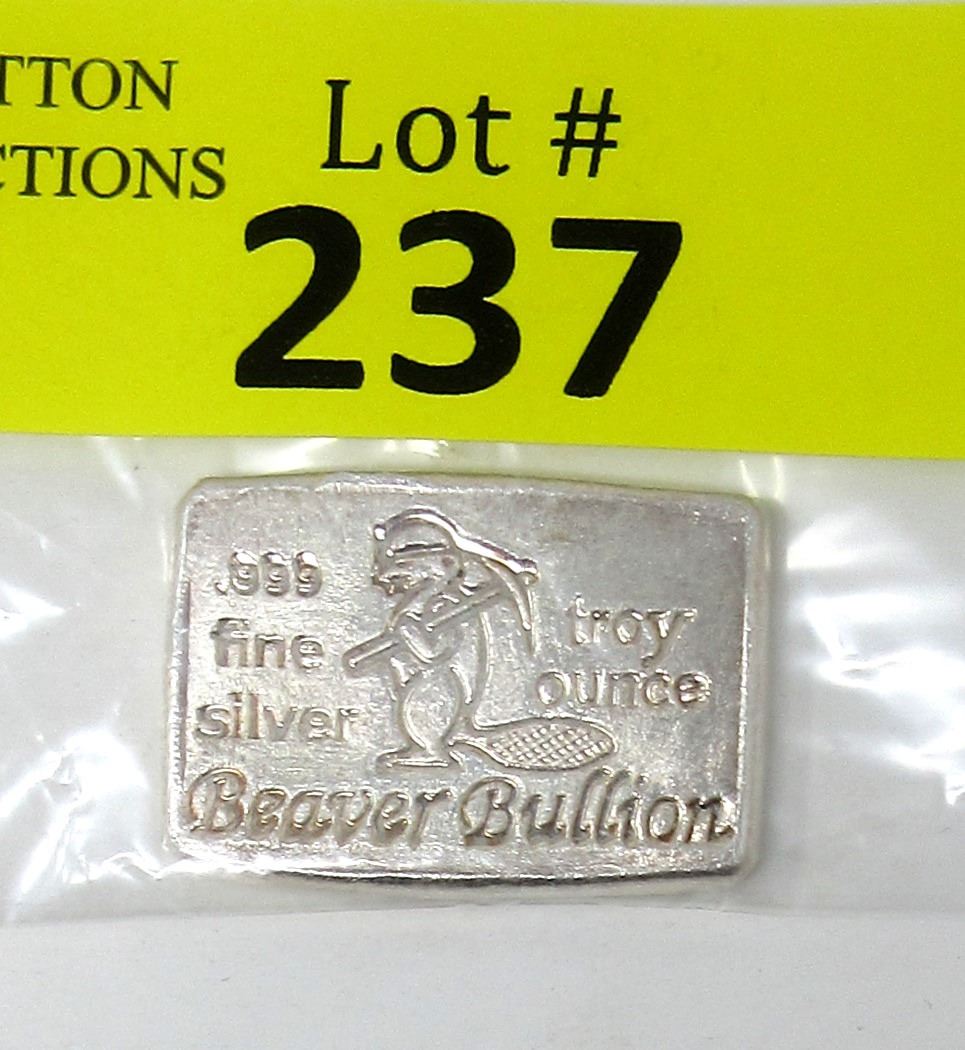 TTON
CTIONS
Lot #
237
.999
fine
silver
troy
ounce
Beaver Bullion